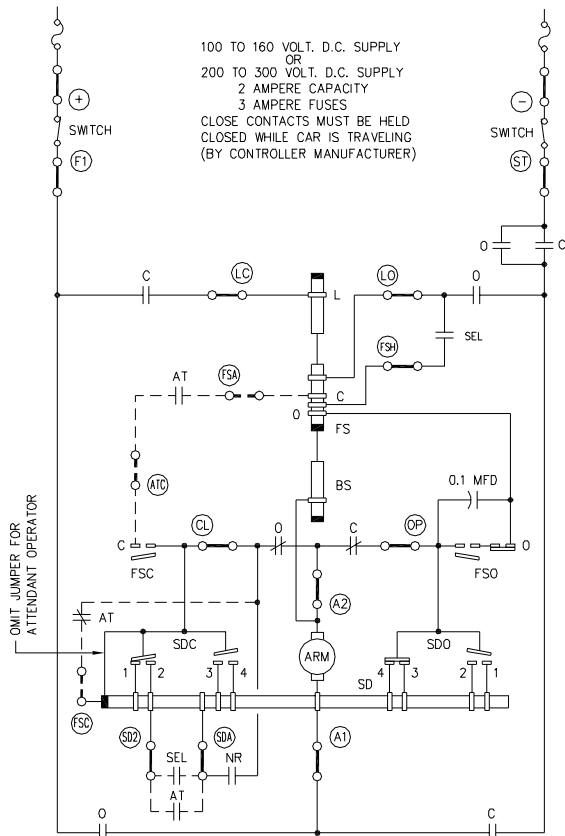 100 TO 160 VOLT. D.C. SUPPLY
OR
200 TO 300 VOLT. D.C. SUPPLY
2 AMPERE CAPACITY
3 AMPERE FUSES
CLOSE CONTACTS MUST BE HELD
CLOSED WHILE CAR IS TRAVELING
(BY CONTROLLER MANUFACTURER)
+
SWITCH
F1
-
SWITCH
ST
O
C
C
LC
L
LO
O
SEL
FSH
AT
FSA
C
O
FS
ATC
BS
0.1 MFD
C
FSC
CL
O
C
OP
FSO
O
OMIT JUMPER FOR
ATTENDANT OPERATOR
AT
A2
SDC
ARM
SDO
1
2
3
4
4
3
2
1
SD
FSC
SD2
SDA
A1
SEL
NR
AT
O
C